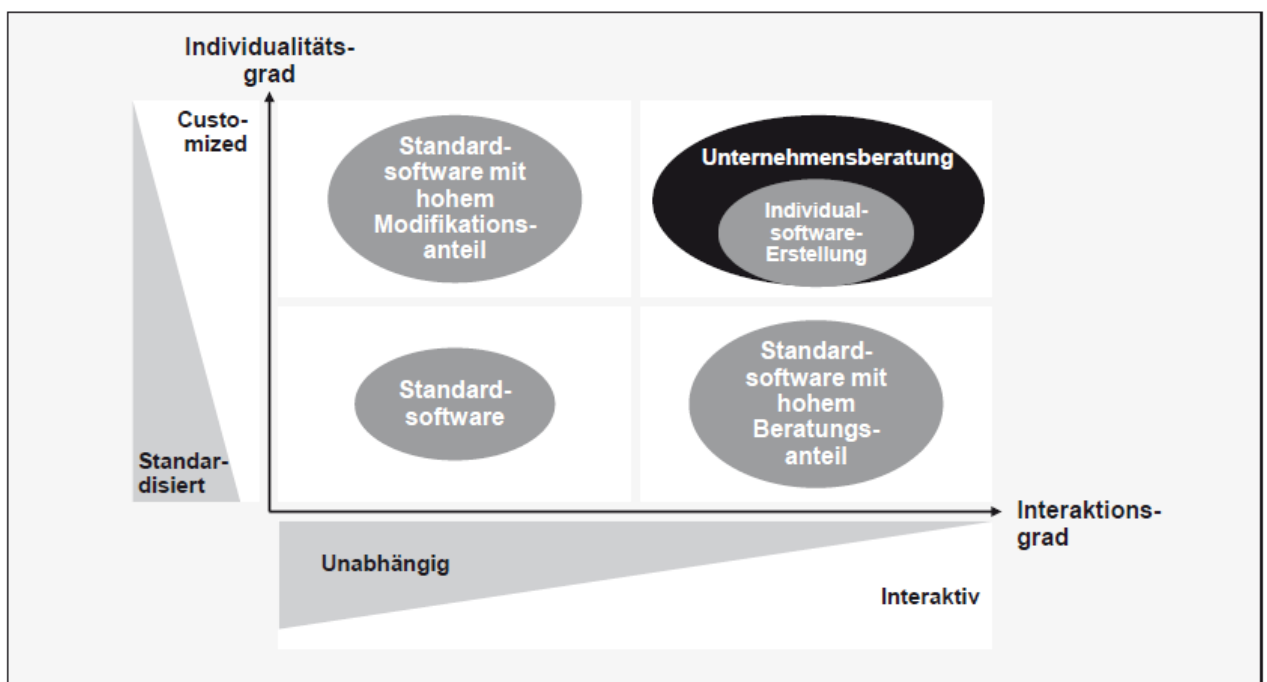 Individualitäts-
grad
Custo-
mized
Standard-
software mit
hohem
Modifikations-
anteil
Unternehmensberatung
Individual-
software-
Erstellung
Standard-
software
Standard-
software mit
hohem
Beratungs-
anteil
Standar-
disiert
Interaktions-
grad
Unabhängig
Interaktiv